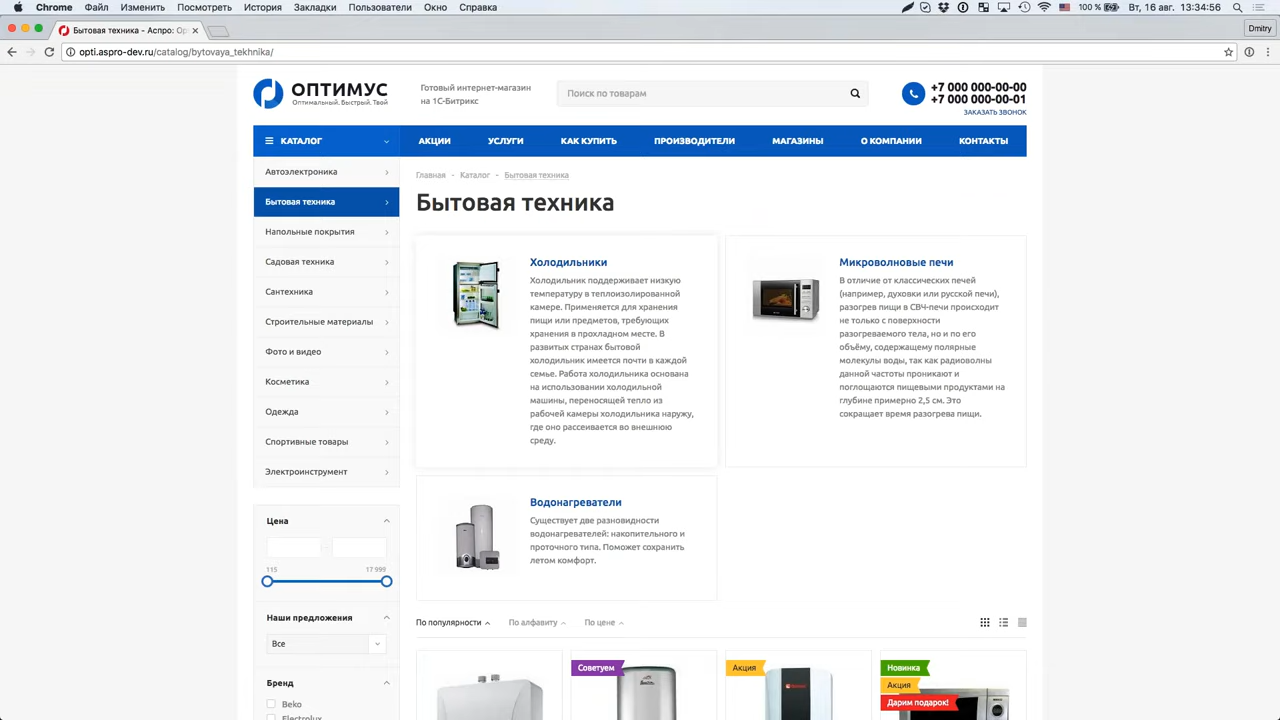 Chrome Файл Изменить Посмотреть История Закладки Пользователи Окно Справка
100 % Вт, 16 авг. 13:34:56
Бытовая техника - Аспро: Оp
Dmitry
opti.aspro-dev.ru/catalog/bytovaya_tekhnika/
ОПТИМУС
Оптимальный. Быстрый. Твой
Готовый интернет-магазин
на 1С-Битрикс
Поиск по товарам
+7 000 000-00-00
+7 000 000-00-01
ЗАКАЗАТЬ ЗВОНОК
КАТАЛОГ
АКЦИИ
УСЛУГИ
КАК КУПИТЬ
ПРОИЗВОДИТЕЛИ
МАГАЗИНЫ
О КОМПАНИИ
КОНТАКТЫ
Автоэлектроника
Бытовая техника
Напольные покрытия
Садовая техника
Сантехника
Строительные материалы
Фото и видео
Косметика
Одежда
Спортивные товары
Электроинструмент
Цена
115 17 999
Наши предложения
Все
Бренд
Beko
Electrolux
Главная - Каталог - Бытовая техника
Бытовая техника
Холодильники
Холодильник поддерживает низкую
температуру в теплоизолированной
камере. Применяется для хранения
пищи или предметов, требующих
хранения в прохладном месте. В
развитых странах бытовой
холодильник имеется почти в каждой
семье. Работа холодильника основана
на использовании холодильной
машины, переносящей тепло из
рабочей камеры холодильника наружу,
где оно рассеивается во внешнюю
среду.
Микроволновые печи
В отличие от классических печей
(например, духовки или русской печи),
разогрев пищи в СВЧ-печи происходит
не только с поверхности
разогреваемого тела, но и по его
объёму, содержащему полярные
молекулы воды, так как радиоволны
данной частоты проникают и
поглощаются пищевыми продуктами на
глубине примерно 2,5 см. Это
сокращает время разогрева пищи.
Водонагреватели
Существует две разновидности
водонагревателей: накопительного и
проточного типа. Поможет сохранить
летом комфорт.
По популярности По алфавиту По цене
Советуем
Акция
Новинка
Акция
Дарим подарок!